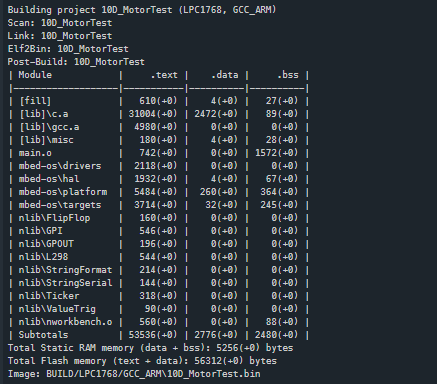 Building project 10D_MotorTest (LPC1768, GCC_ARM)
Scan: 10D_MotorTest
Link: 10D_MotorTest
Elf2Bin: 10D_MotorTest
Post-Build: 10D_MotorTest
| Module             |     .text |    .data |     .bss |
|--------------------|-----------|----------|----------|
| [fill]             |   610(+0) |    4(+0) |   27(+0) |
| [lib]\c.a          | 31004(+0) | 2472(+0) |   89(+0) |
| [lib]\gcc.a        |  4980(+0) |    0(+0) |    0(+0) |
| [lib]\misc         |   180(+0) |    4(+0) |   28(+0) |
| main.o             |   742(+0) |    0(+0) | 1572(+0) |
| mbed-os\drivers    |  2118(+0) |    0(+0) |    0(+0) |
| mbed-os\hal        |  1932(+0) |    4(+0) |   67(+0) |
| mbed-os\platform   |  5484(+0) |  260(+0) |  364(+0) |
| mbed-os\targets    |  3714(+0) |   32(+0) |  245(+0) |
| nlib\FlipFlop      |   160(+0) |    0(+0) |    0(+0) |
| nlib\GPI           |   546(+0) |    0(+0) |    0(+0) |
| nlib\GPOUT         |   196(+0) |    0(+0) |    0(+0) |
| nlib\L298          |   544(+0) |    0(+0) |    0(+0) |
| nlib\StringFormat  |   214(+0) |    0(+0) |    0(+0) |
| nlib\StringSerial  |   144(+0) |    0(+0) |    0(+0) |
| nlib\Ticker        |   318(+0) |    0(+0) |    0(+0) |
| nlib\ValueTrig     |    90(+0) |    0(+0) |    0(+0) |
| nlib\nworkbench.o  |   560(+0) |    0(+0) |   88(+0) |
| Subtotals          | 53536(+0) | 2776(+0) | 2480(+0) |
Total Static RAM memory (data + bss): 5256(+0) bytes
Total Flash memory (text + data): 56312(+0) bytes
Image: BUILD/LPC1768/GCC_ARM\10D_MotorTest.bin